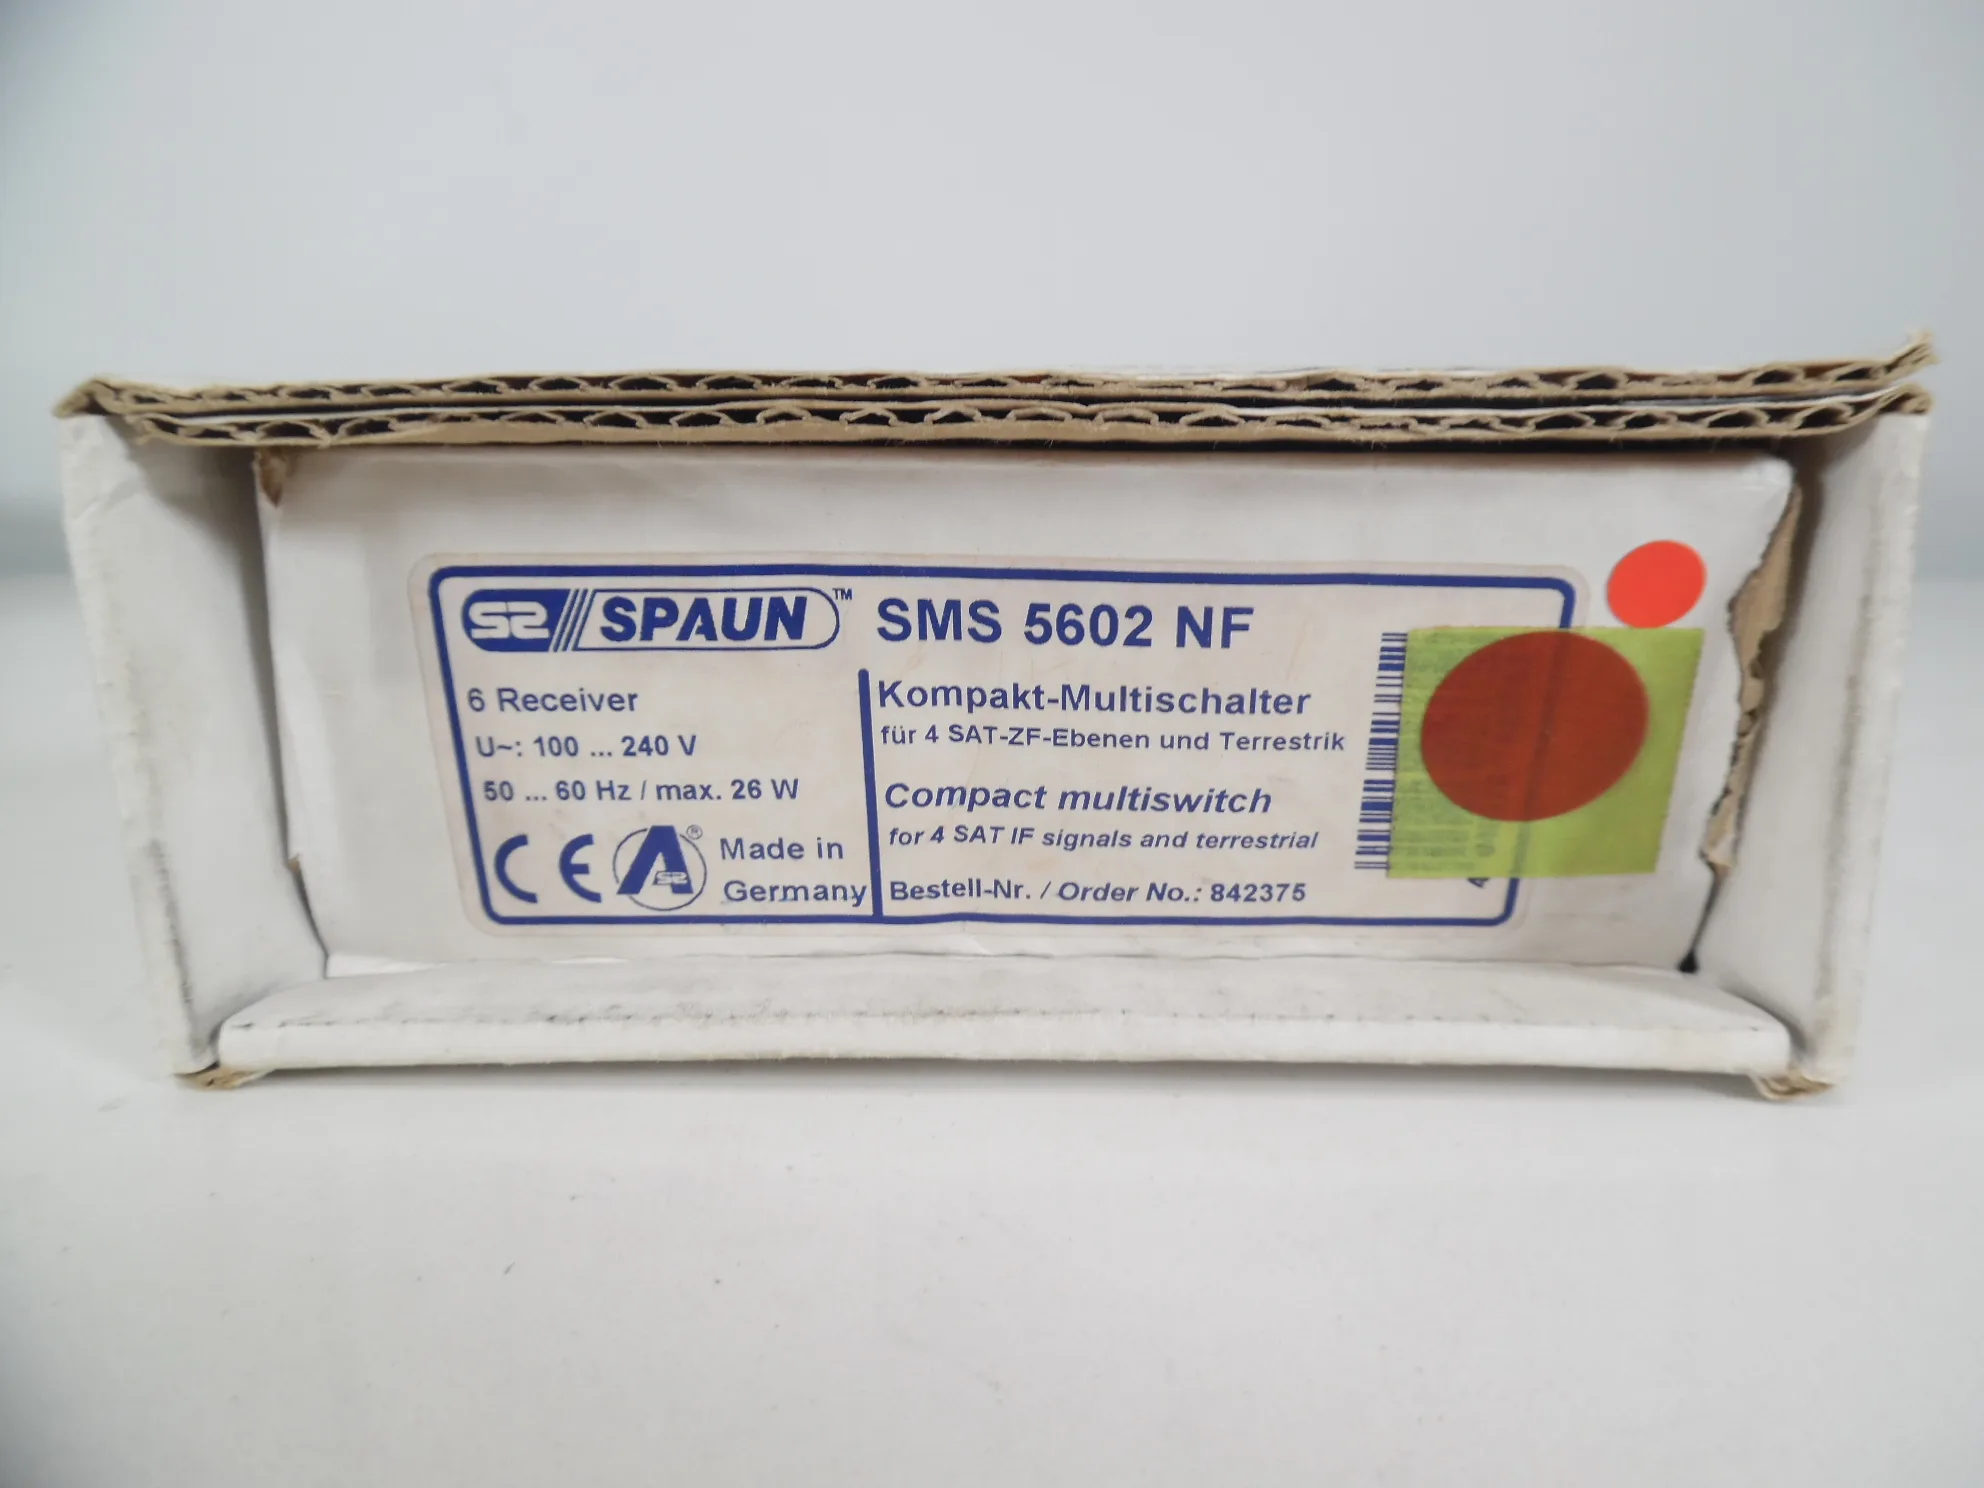 SPAUN™ SMS 5602 NF
6 Receiver
U~: 100 ... 240 V
50 ... 60 Hz / max. 26 W
CE A® Made in
Germany
Kompakt-Multischalter
für 4 SAT-ZF-Ebenen und Terrestrik
Compact multiswitch
for 4 SAT IF signals and terrestrial
Bestell-Nr. / Order No.: 842375